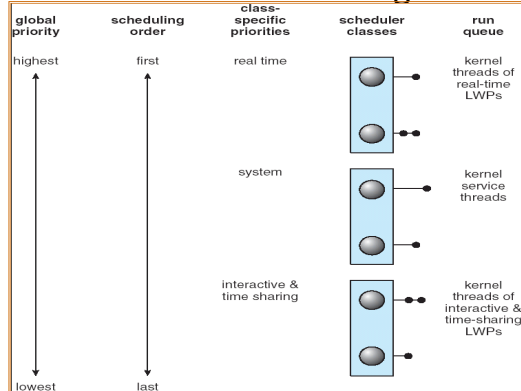 global priority
scheduling order
class-specific priorities
scheduler classes
run queue
highest
first
real time
kernel threads of real-time LWPs
system
kernel service threads
interactive & time sharing
kernel threads of interactive & time-sharing LWPs
lowest
last